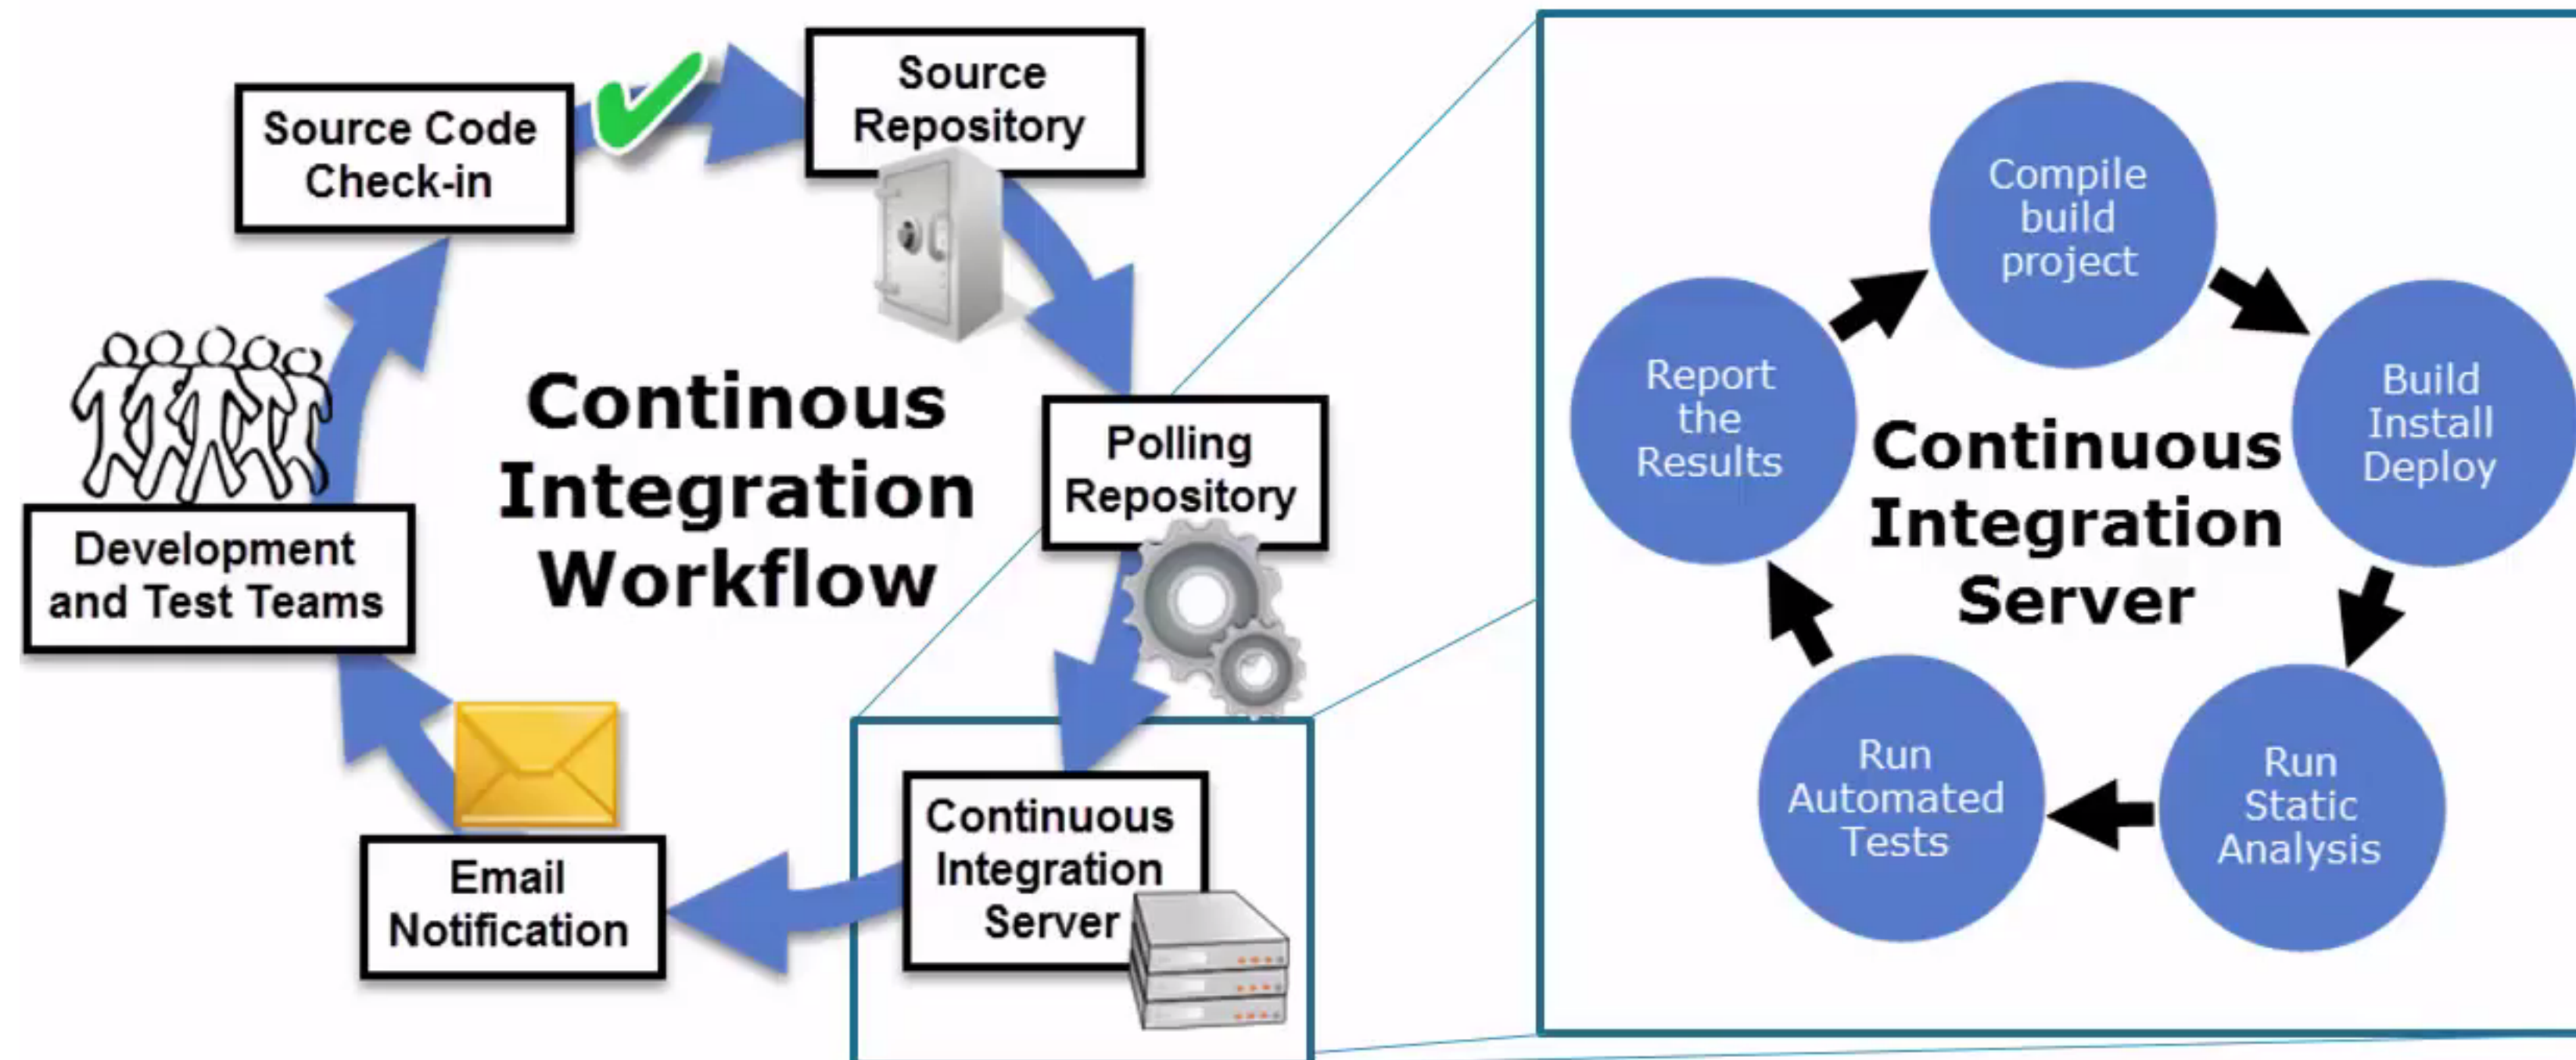 Source Code
Check-in
Source
Repository
Polling
Repository
Continuous
Integration
Server
Email
Notification
Development
and Test Teams
Continous
Integration
Workflow
Compile
build
project
Build
Install
Deploy
Run
Static
Analysis
Run
Automated
Tests
Report
the
Results
Continuous
Integration
Server